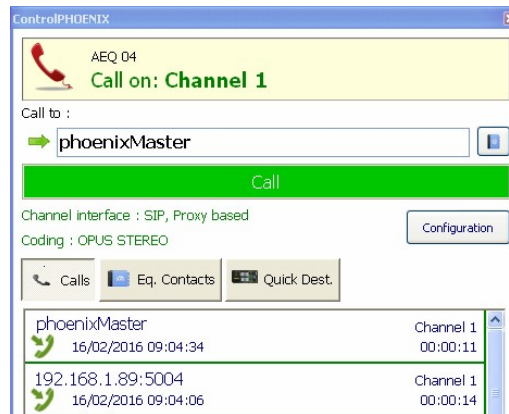 ControlPHOENIX
AEQ 04
Call on: Channel 1
Call to :
phoenixMaster
Call
Channel interface : SIP, Proxy based
Coding : OPUS STEREO
Configuration
Calls
Eq. Contacts
Quick Dest.
phoenixMaster
Channel 1
16/02/2016 09:04:34
00:00:11
192.168.1.89:5004
Channel 1
16/02/2016 09:04:06
00:00:14